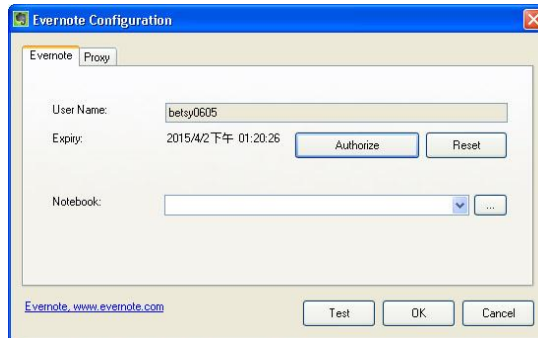 Evernote Configuration
Evernote Proxy
User Name: betsy0605
Expiry: 2015/4/2下午 01:20:26 Authorize Reset
Notebook: ...
Evernote, www.evernote.com Test OK Cancel